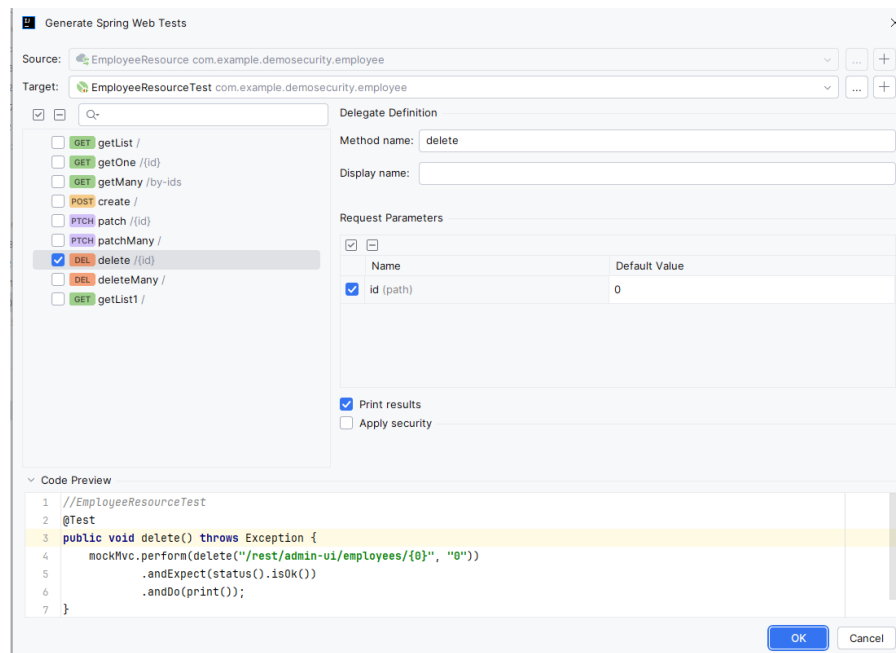 Generate Spring Web Tests
Source: EmployeeResource com.example.demosecurity.employee ...
Target: EmployeeResourceTest com.example.demosecurity.employee ...
Delegate Definition
GET getList /
GET getOne /{id}
GET getMany /by-ids
POST create /
PTCH patch /{id}
PTCH patchMany /
DEL delete /{id}
DEL deleteMany /
GET getList1 /
Method name: delete
Display name:
Request Parameters
Name Default Value
id (path) 0
Print results
Apply security
Code Preview
1 //EmployeeResourceTest
2 @Test
3 public void delete() throws Exception {
4 mockMvc.perform(delete("/rest/admin-ui/employees/{0}", "0"))
5 .andExpect(status().isOk())
6 .andDo(print());
7 }
OK Cancel